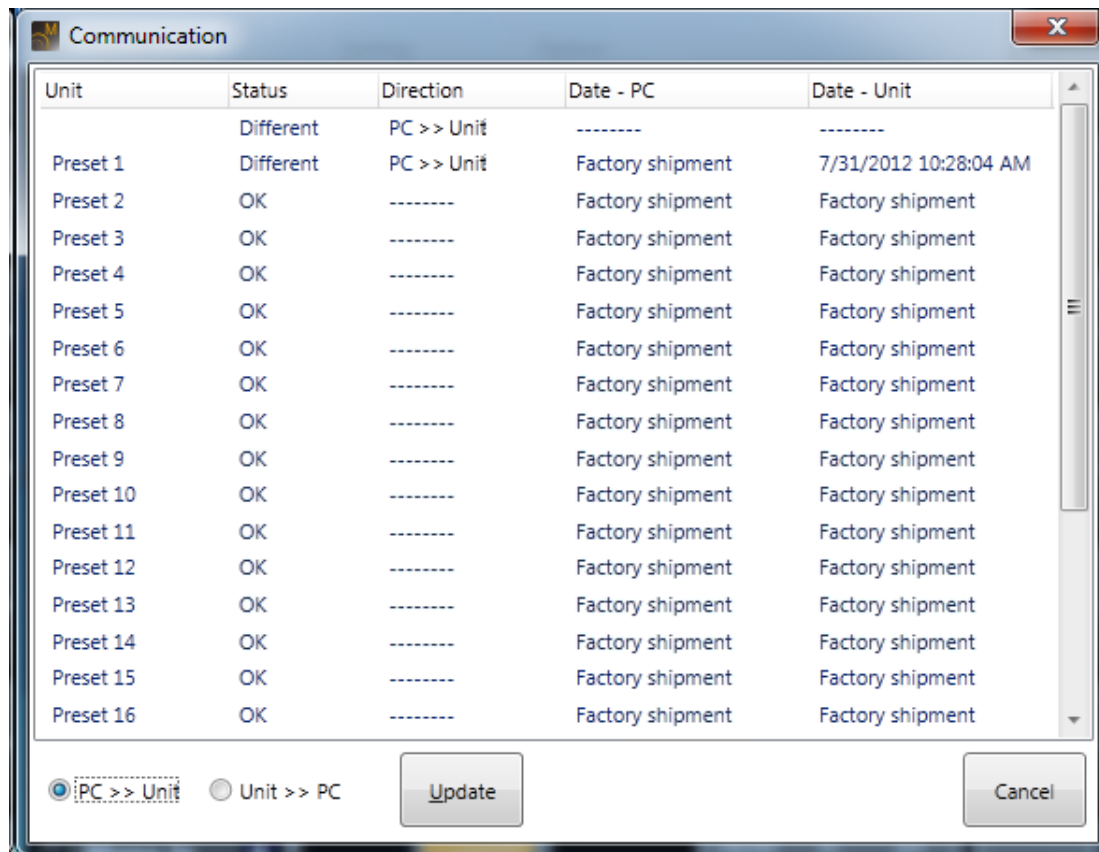 M Communication
Unit Status Direction Date - PC Date - Unit
Different PC >> Unit -------- --------
Preset 1 Different PC >> Unit Factory shipment 7/31/2012 10:28:04 AM
Preset 2 OK -------- Factory shipment Factory shipment
Preset 3 OK -------- Factory shipment Factory shipment
Preset 4 OK -------- Factory shipment Factory shipment
Preset 5 OK -------- Factory shipment Factory shipment
Preset 6 OK -------- Factory shipment Factory shipment
Preset 7 OK -------- Factory shipment Factory shipment
Preset 8 OK -------- Factory shipment Factory shipment
Preset 9 OK -------- Factory shipment Factory shipment
Preset 10 OK -------- Factory shipment Factory shipment
Preset 11 OK -------- Factory shipment Factory shipment
Preset 12 OK -------- Factory shipment Factory shipment
Preset 13 OK -------- Factory shipment Factory shipment
Preset 14 OK -------- Factory shipment Factory shipment
Preset 15 OK -------- Factory shipment Factory shipment
Preset 16 OK -------- Factory shipment Factory shipment
PC >> Unit Unit >> PC Update Cancel